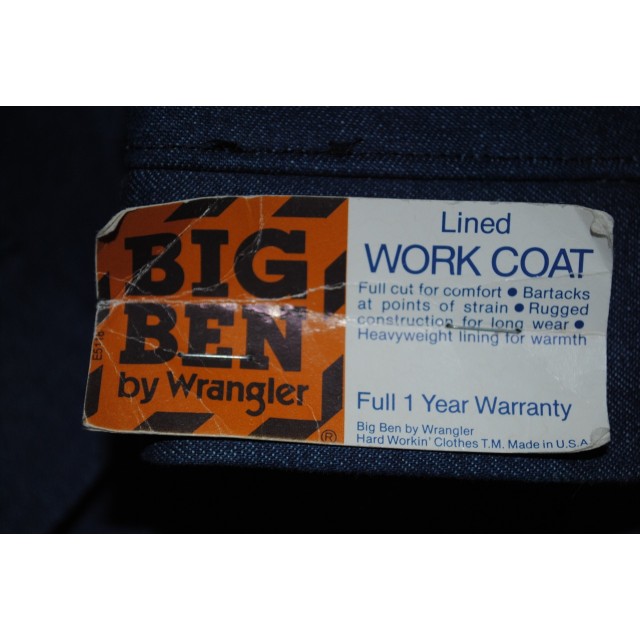 BIG
BEN
by Wrangler
®
Lined
WORK COAT
Full cut for comfort • Bartacks
at points of strain • Rugged
construction for long wear •
Heavyweight lining for warmth
Full 1 Year Warranty
Big Ben by Wrangler
Hard Workin' Clothes T.M. Made in U.S.A.